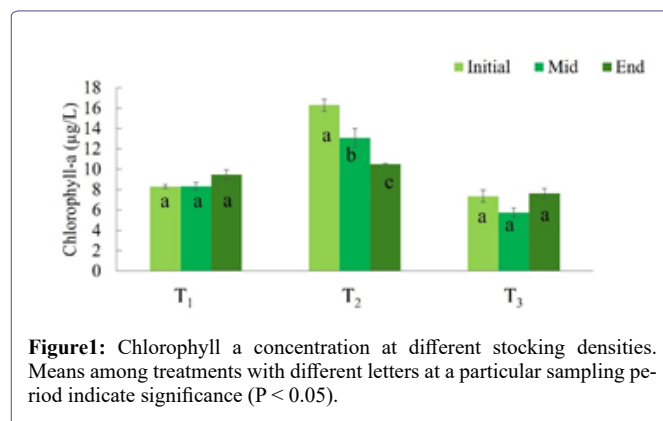 Initial Mid End
Chlorophyll-a (µg/L)
18
16
14
12
10
8
6
4
2
0
a a a
a b c
a a a
T₁ T₂ T₃
Figure1: Chlorophyll a concentration at different stocking densities.
Means among treatments with different letters at a particular sampling pe-
riod indicate significance (P < 0.05).